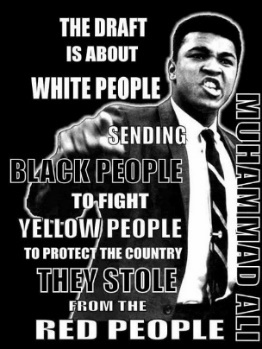 THE DRAFT
IS ABOUT
WHITE PEOPLE
SENDING
BLACK PEOPLE
TO FIGHT
YELLOW PEOPLE
TO PROTECT THE COUNTRY
THEY STOLE
FROM THE
RED PEOPLE
MUHAMMAD ALI